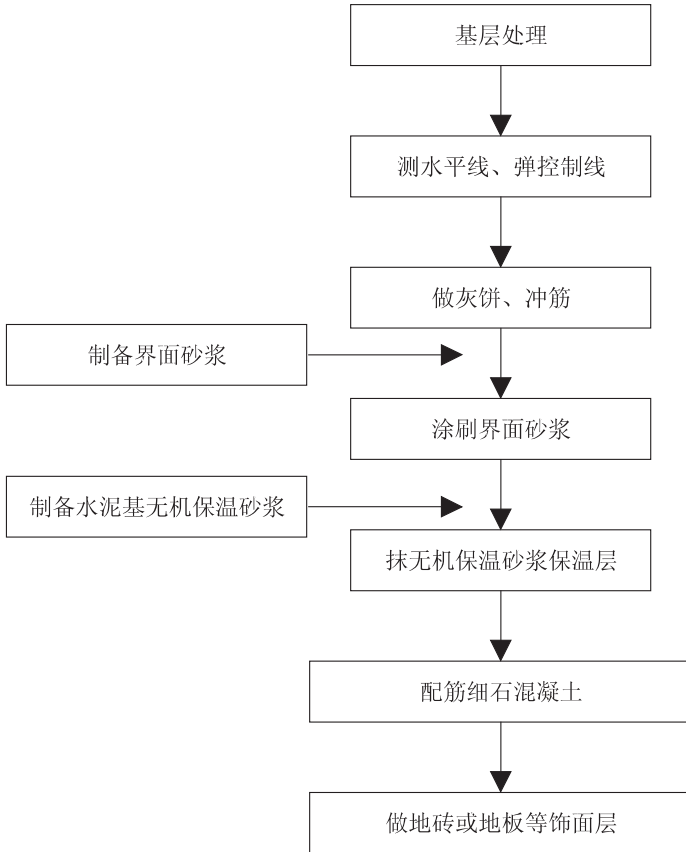 基层处理
测水平线、弹控制线
做灰饼、冲筋
制备界面砂浆
涂刷界面砂浆
制备水泥基无机保温砂浆
抹无机保温砂浆保温层
配筋细石混凝土
做地砖或地板等饰面层